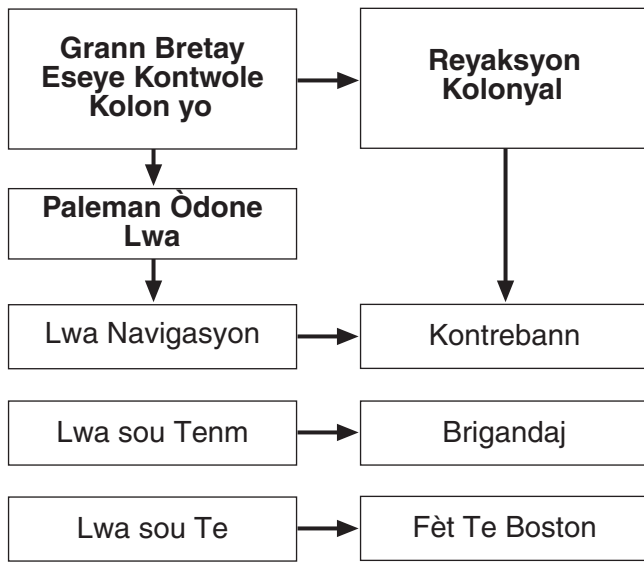 Grann Bretay
Eseye Kontwole
Kolon yo
Reyaksyon
Kolonyal
Paleman Òdone
Lwa
Lwa Navigasyon
Kontrebann
Lwa sou Tenm
Brigandaj
Lwa sou Te
Fèt Te Boston